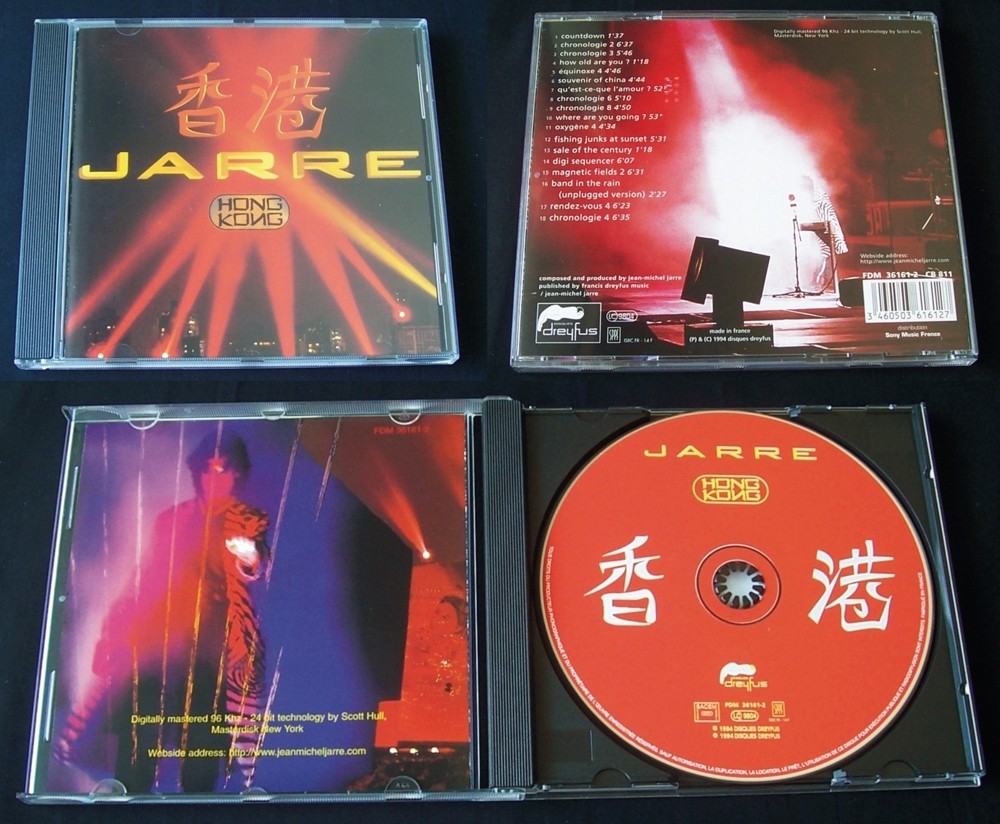 香港
JARRE
HONG
KONG
1 countdown 1'37
2 chronologie 2 6'37
3 chronologie 3 5'46
4 how old are you ? 1'18
5 équinoxe 4 4'46
6 souvenir of china 4'44
7 qu'est-ce-que l'amour ? 52"
8 chronologie 6 5'10
9 chronologie 8 4'50
10 where are you going ? 53"
11 oxygène 4 4'34
12 fishing junks at sunset 5'31
13 sale of the century 1'18
14 digi sequencer 6'07
15 magnetic fields 2 6'31
16 band in the rain
(unplugged version) 2'27
17 rendez-vous 4 6'23
18 chronologie 4 6'35
Digitally mastered 96 Khz - 24 bit technology by Scott Hull,
Masterdisk, New York
composed and produced by jean-michel jarre
published by francis dreyfus music
/ jean-michel jarre
Webside address:
http://www.jeanmicheljarre.com
FDM 36161-2 CB 811
3 460503 616127
distribution
Sony Music France
dreyfus
LC 9804
made in france
(P) & (C) 1994 disques dreyfus
FDM 36161-2
Digitally mastered 96 Khz - 24 bit technology by Scott Hull,
Masterdisk New York
Webside address: http://www.jeanmicheljarre.com
JARRE
HONG
KONG
香 港
dreyfus
SACEM
FDM 36161-2
LC 9804
℗ 1994 DISQUES DREYFUS
© 1994 DISQUES DREYFUS